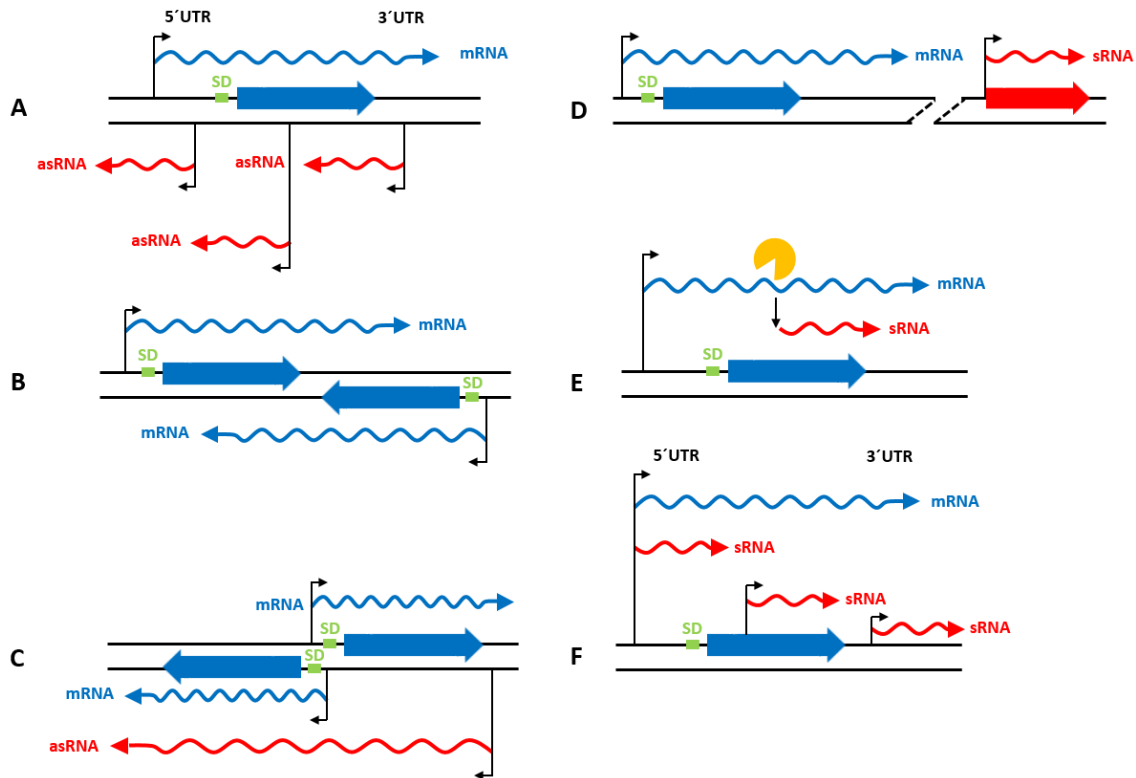 5´UTR 3´UTR
mRNA
SD
A
asRNA asRNA
asRNA
mRNA
SD
B
SD
mRNA
mRNA
SD
C
SD
mRNA
asRNA
mRNA sRNA
SD
D
mRNA
sRNA
SD
E
5´UTR 3´UTR
mRNA
sRNA
sRNA
SD sRNA
F